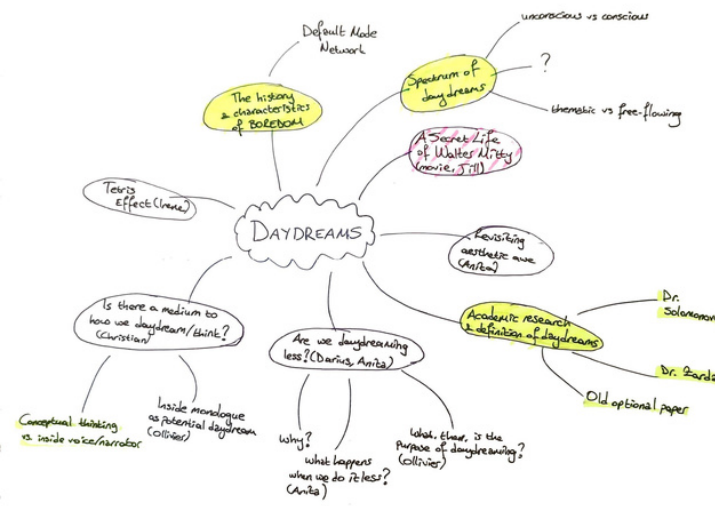 Default Mode
Network
The history
& characteristics
of BOREDOM
Spectrum of
daydreams
unconscious vs conscious
?
thematic vs free-flowing
A Secret Life
of Walter Mitty
(movie, Jill)
Tetris
Effect (Irene)
DAYDREAMS
Revisiting
aesthetic awe
(Anita)
Academic research
& definition of daydreams
Dr.
Dr.
Old optional paper
Is there a medium to
how we daydream/think?
(Christian)
Conceptual thinking
vs inside voice/narrator
Inside monologue
as potential daydream
(Ollivier)
Are we daydreaming
less? (Darius, Anita)
Why?
what happens
when we do it less?
(Anita)
What, then, is the
purpose of daydreaming?
(Ollivier)